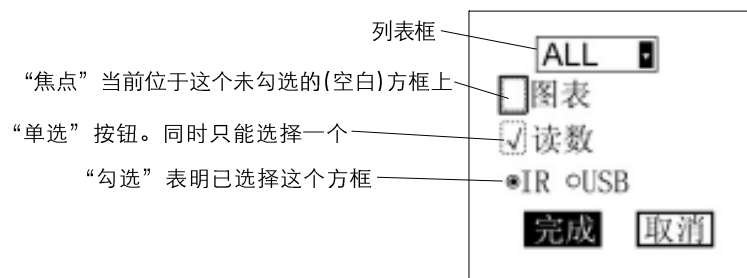 列表框
ALL
“焦点”当前位于这个未勾选的(空白)方框上
图表
“单选”按钮。同时只能选择一个
读数
“勾选”表明已选择这个方框
IR USB
完成 取消